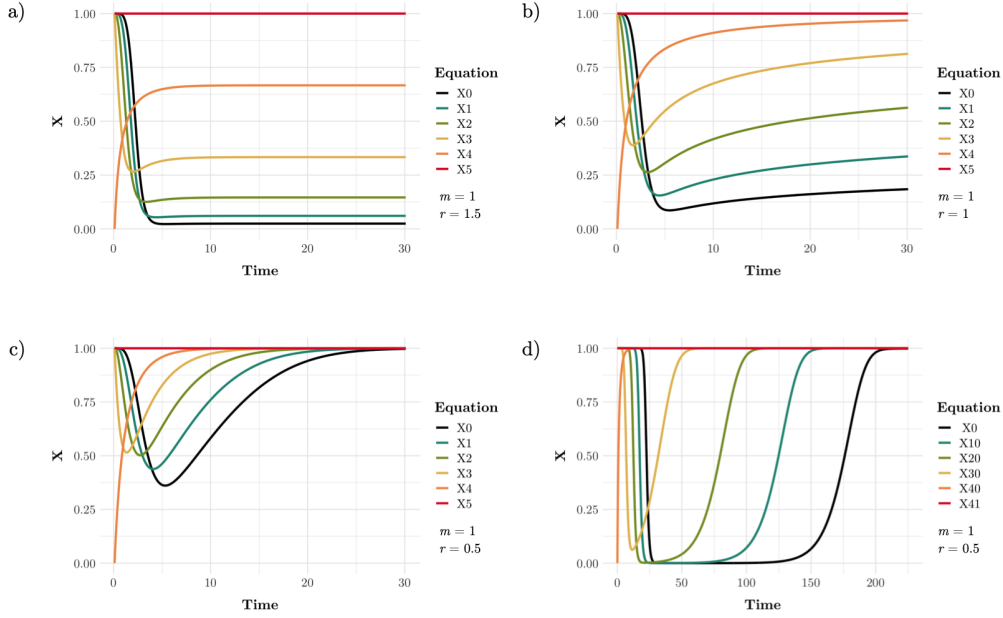 a)
1.00
0.75
0.50
0.25
0.00
X
0
10
20
30
Time
Equation
X0
X1
X2
X3
X4
X5
m = 1
r = 1.5
b)
1.00
0.75
0.50
0.25
0.00
X
0
10
20
30
Time
Equation
X0
X1
X2
X3
X4
X5
m = 1
r = 1
c)
1.00
0.75
0.50
0.25
0.00
X
0
10
20
30
Time
Equation
X0
X1
X2
X3
X4
X5
m = 1
r = 0.5
d)
1.00
0.75
0.50
0.25
0.00
X
0
50
100
150
200
Time
Equation
X0
X10
X20
X30
X40
X41
m = 1
r = 0.5